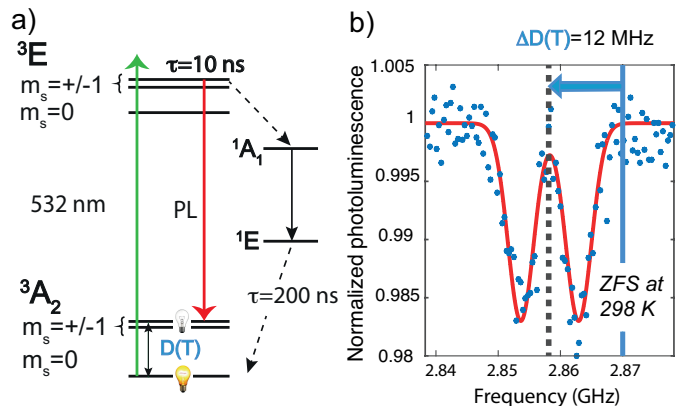 a)
³E
m_s=+/-1
m_s=0
τ=10 ns
¹A₁
532 nm
PL
¹E
τ=200 ns
³A₂
m_s=+/-1
m_s=0
D(T)
b)
ΔD(T)=12 MHz
Normalized photoluminescence
1.005
1
0.995
0.99
0.985
0.98
ZFS at
298 K
2.84 2.85 2.86 2.87
Frequency (GHz)